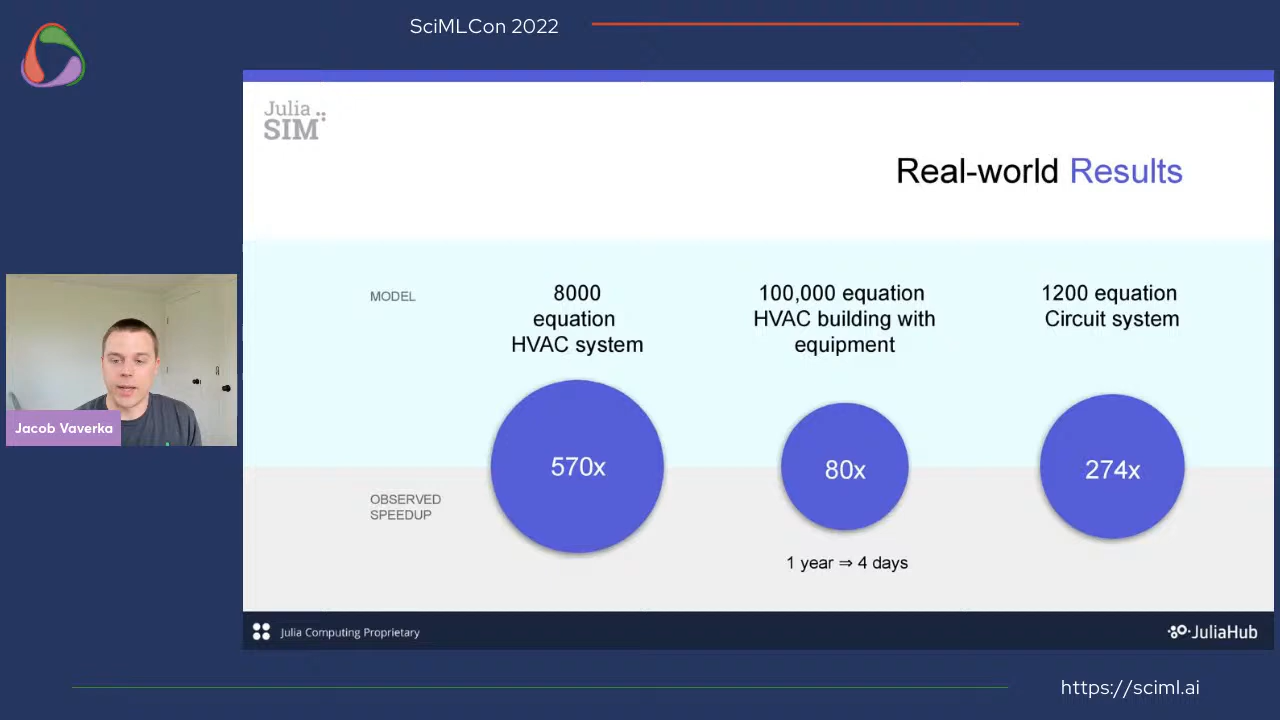 SciMLCon 2022
Julia
SIM
Real-world Results
MODEL
8000
equation
HVAC system
100,000 equation
HVAC building with
equipment
1200 equation
Circuit system
Jacob Vaverka
570x
80x
274x
OBSERVED
SPEEDUP
1 year ⇒ 4 days
Julia Computing Proprietary
JuliaHub
https://sciml.ai